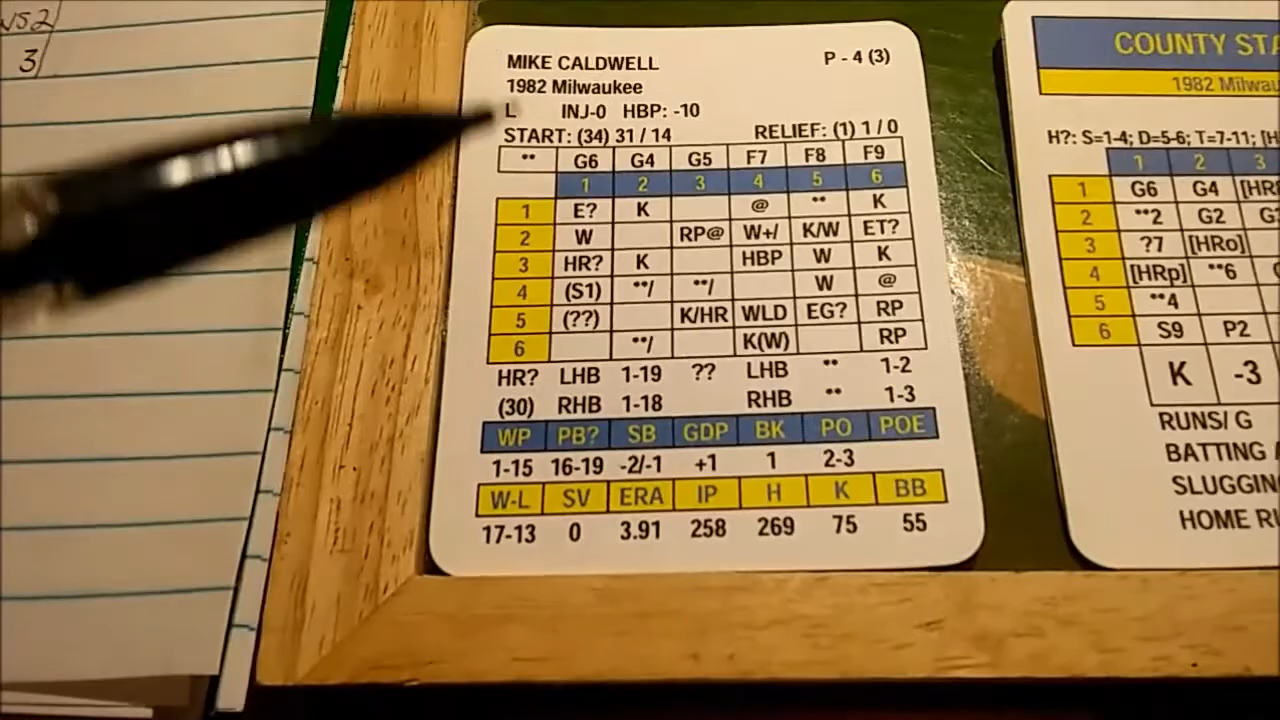 NS2
3
MIKE CALDWELL P - 4 (3)
1982 Milwaukee
L INJ-0 HBP: -10
START: (34) 31 / 14 RELIEF: (1) 1 / 0
** G6 G4 G5 F7 F8 F9
1 2 3 4 5 6
1 E? K @ ** K
2 W RP@ W+/ K/W ET?
3 HR? K HBP W K
4 (S1) **/ **/ W @
5 (??) K/HR WLD EG? RP
6 **/ K(W) RP
HR? LHB 1-19 ?? LHB ** 1-2
(30) RHB 1-18 RHB ** 1-3
WP PB? SB GDP BK PO POE
1-15 16-19 -2/-1 +1 1 2-3
W-L SV ERA IP H K BB
17-13 0 3.91 258 269 75 55
COUNTY STA
1982 Milwau
H?: S=1-4; D=5-6; T=7-11; [H
1 2 3
1 G6 G4 [HR
2 **2 G2 G
3 ?7 [HRo]
4 [HRp] **6
5 **4
6 S9 P2
K -3
RUNS/ G
BATTING A
SLUGGIN
HOME RU